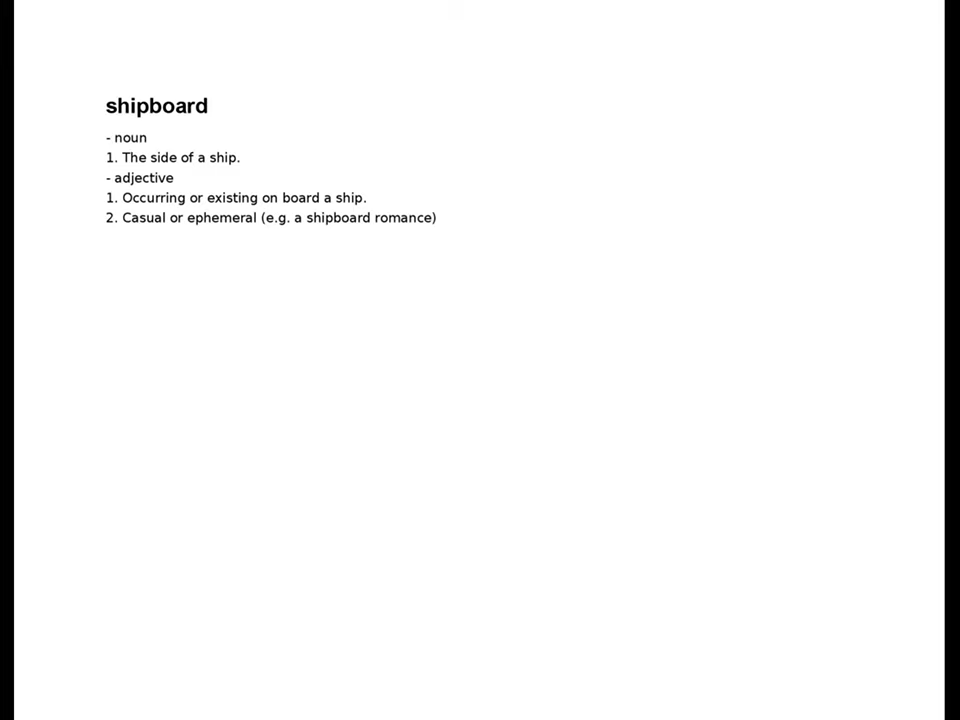 shipboard
- noun
1. The side of a ship.
- adjective
1. Occurring or existing on board a ship.
2. Casual or ephemeral (e.g. a shipboard romance)